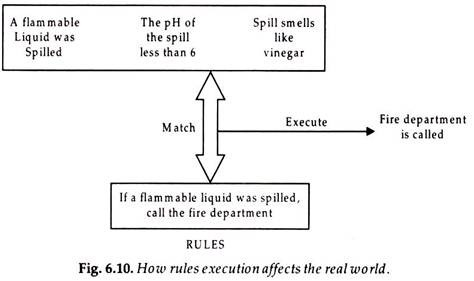 A flammable
Liquid was
Spilled
The pH of
the spill
less than 6
Spill smells
like
vinegar
Match
Execute
Fire department
is called
If a flammable liquid was spilled,
call the fire department
RULES
Fig. 6.10. How rules execution affects the real world.